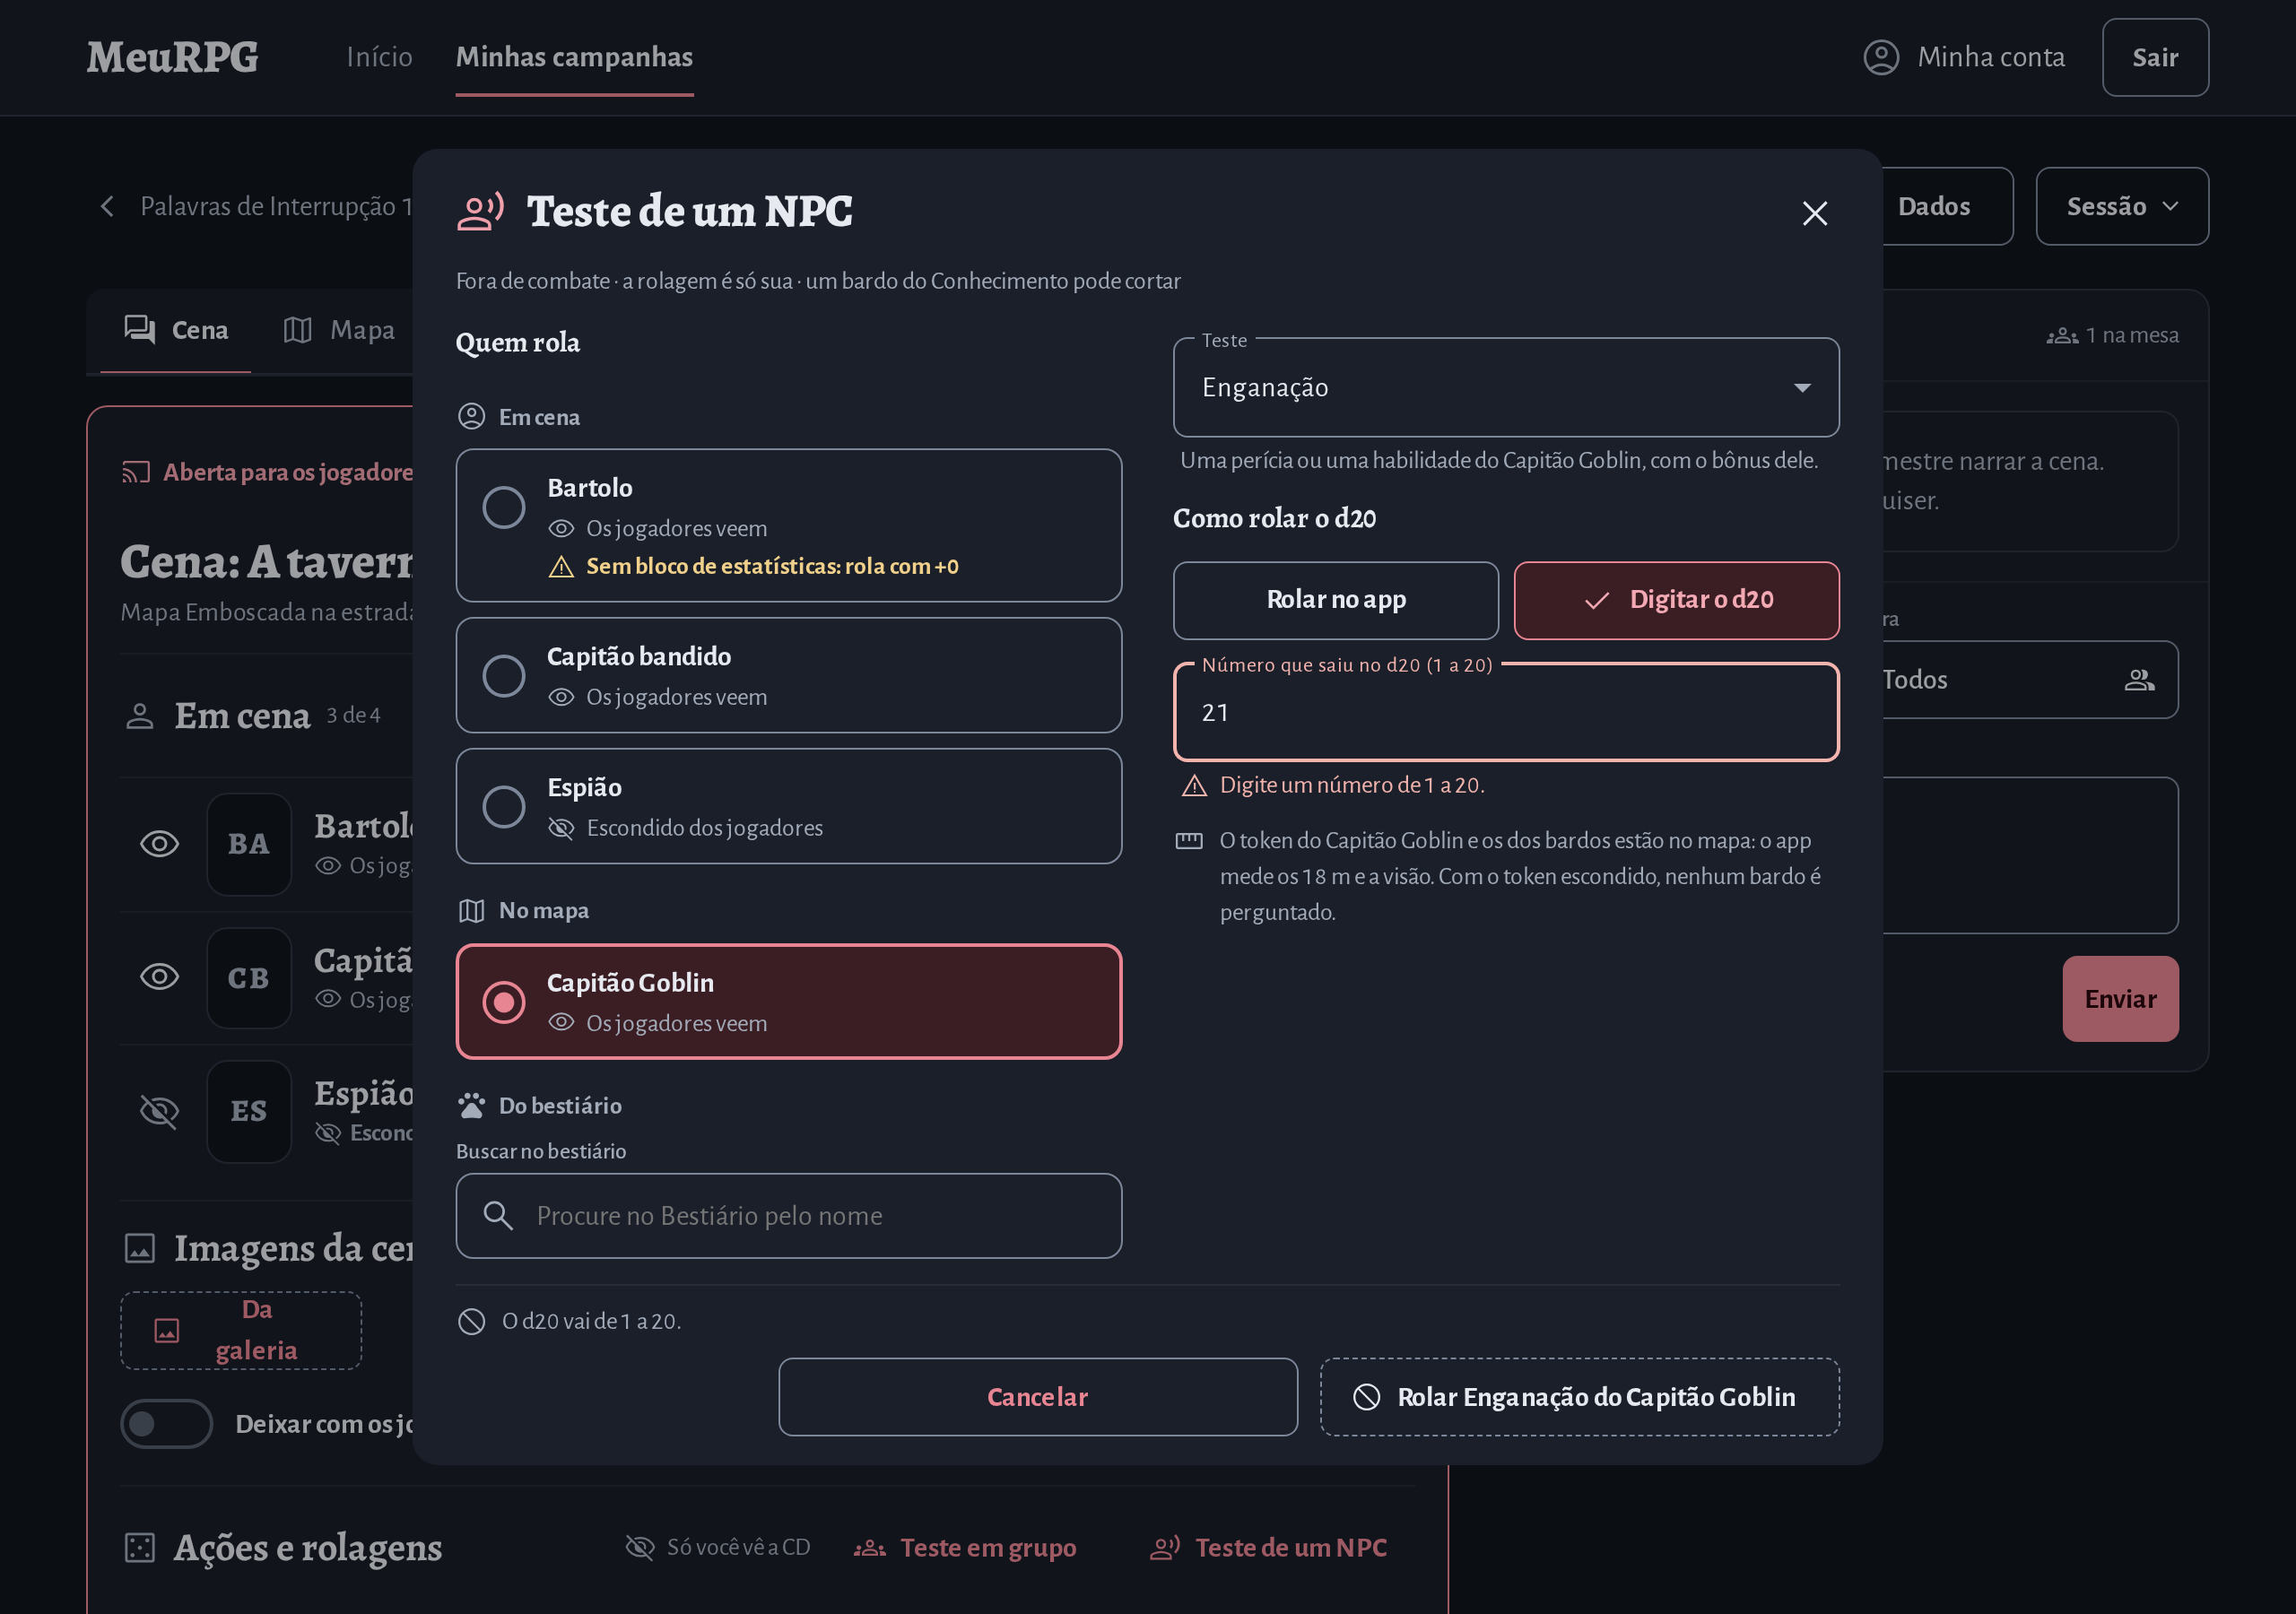 MeuRPG
Início
Minhas campanhas
Minha conta
Sair
Palavras de Interrupção 1
Dados
Sessão
Cena
Mapa
1 na mesa
Aberta para os jogadore
Cena: A tavern
Mapa Emboscada na estrada
Em cena
3 de 4
BA
Bartolo
Os jog
CB
Capitã
Os jog
ES
Espião
Escond
Imagens da cen
Da
galeria
Deixar com os jo
Ações e rolagens
Só você vê a CD
Teste em grupo
Teste de um NPC
mestre narrar a cena.
uiser.
ra
Todos
Enviar
Teste de um NPC
Fora de combate · a rolagem é só sua · um bardo do Conhecimento pode cortar
Quem rola
Em cena
Bartolo
Os jogadores veem
Sem bloco de estatísticas: rola com +0
Capitão bandido
Os jogadores veem
Espião
Escondido dos jogadores
No mapa
Capitão Goblin
Os jogadores veem
Do bestiário
Buscar no bestiário
Procure no Bestiário pelo nome
Teste
Enganação
Uma perícia ou uma habilidade do Capitão Goblin, com o bônus dele.
Como rolar o d20
Rolar no app
Digitar o d20
Número que saiu no d20 (1 a 20)
21
Digite um número de 1 a 20.
O token do Capitão Goblin e os dos bardos estão no mapa: o app
mede os 18 m e a visão. Com o token escondido, nenhum bardo é
perguntado.
O d20 vai de 1 a 20.
Cancelar
Rolar Enganação do Capitão Goblin